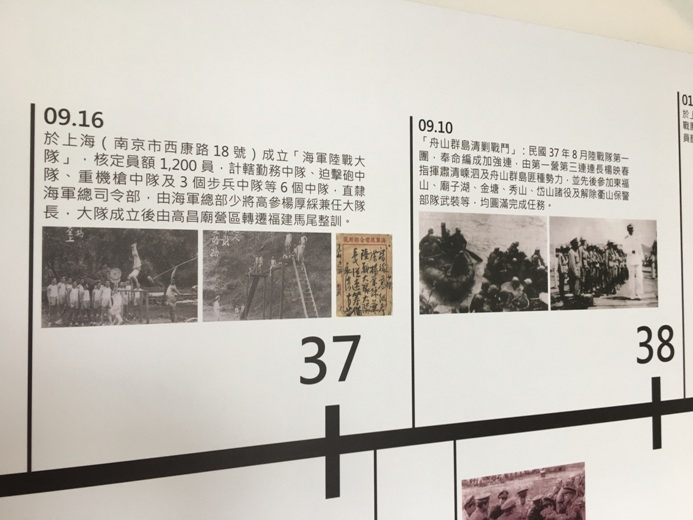 09.16
於上海(南京市西康路18號)成立「海軍陸戰大
隊」，核定員額1,200員，計轄勤務中隊、迫擊砲中
隊、重機槍中隊及3個步兵中隊等6個中隊，直隸
海軍總司令部，由海軍總部少將高參楊厚綵兼任大隊
長，大隊成立後由高昌廟營區轉遷福建馬尾整訓。
37
09.10
「舟山群島清剿戰鬥」：民國37年8月陸戰隊第一
團，奉命編成加強連，由第一營第三連連長楊映春
指揮肅清嵊泗及舟山群島匪種勢力，並先後參加東福
山、廟子湖、金塘、秀山、岱山諸役及解除衢山保警
部隊武裝等，均圓滿完成任務。
38
01
於上
戰團
員額